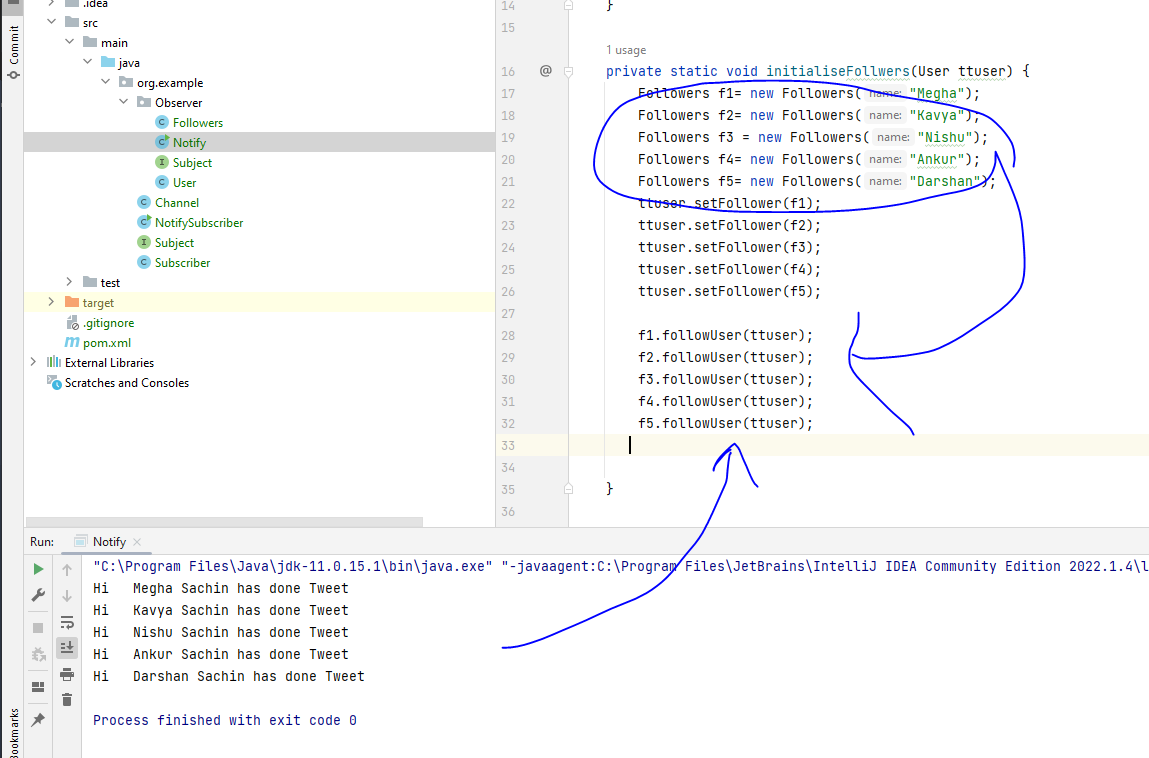 Commit
.idea
src
main
java
org.example
Observer
Followers
Notify
Subject
User
Channel
NotifySubscriber
Subject
Subscriber
test
target
.gitignore
pom.xml
External Libraries
Scratches and Consoles
14 }
15
1 usage
16 @ private static void initialiseFollwers(User ttuser) {
17 Followers f1= new Followers( name: "Megha");
18 Followers f2= new Followers( name: "Kavya");
19 Followers f3 = new Followers( name: "Nishu");
20 Followers f4= new Followers( name: "Ankur");
21 Followers f5= new Followers( name: "Darshan");
22 ttuser.setFollower(f1);
23 ttuser.setFollower(f2);
24 ttuser.setFollower(f3);
25 ttuser.setFollower(f4);
26 ttuser.setFollower(f5);
27
28 f1.followUser(ttuser);
29 f2.followUser(ttuser);
30 f3.followUser(ttuser);
31 f4.followUser(ttuser);
32 f5.followUser(ttuser);
33
34
35 }
36
Run: Notify
"C:\Program Files\Java\jdk-11.0.15.1\bin\java.exe" "-javaagent:C:\Program Files\JetBrains\IntelliJ IDEA Community Edition 2022.1.4\l
Hi Megha Sachin has done Tweet
Hi Kavya Sachin has done Tweet
Hi Nishu Sachin has done Tweet
Hi Ankur Sachin has done Tweet
Hi Darshan Sachin has done Tweet
Process finished with exit code 0
Bookmarks